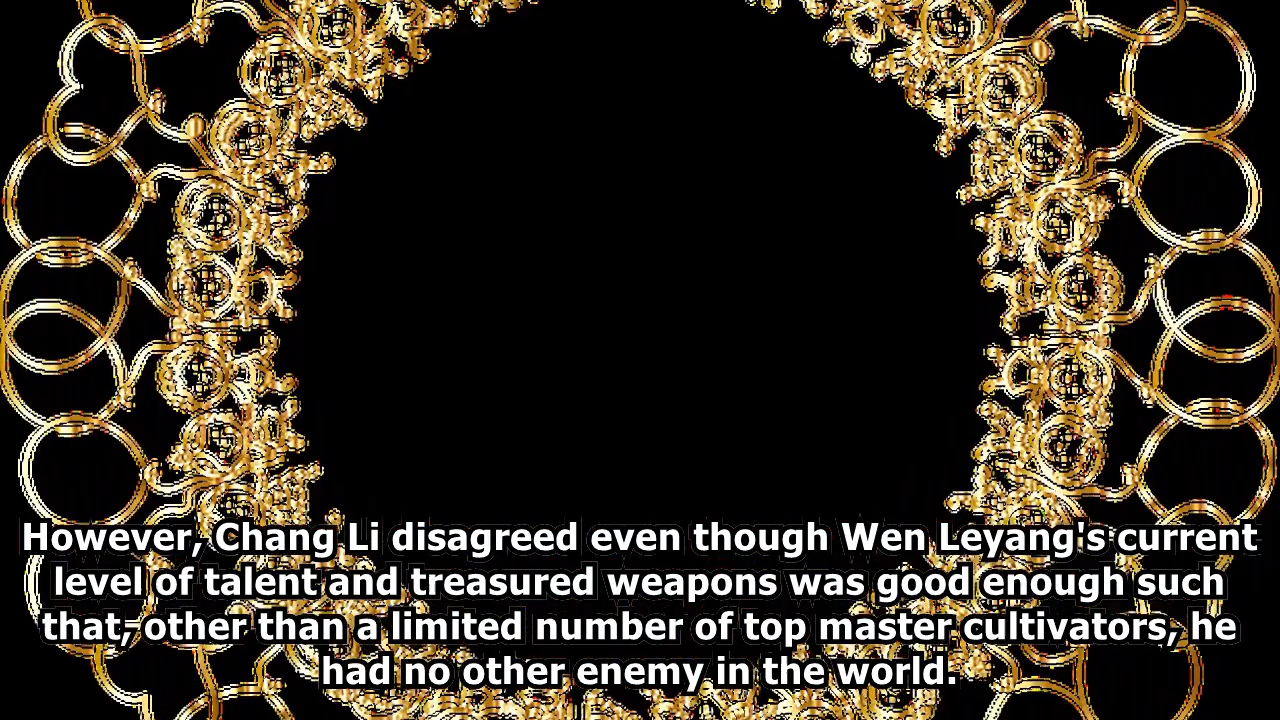 However, Chang Li disagreed even though Wen Leyang's current
level of talent and treasured weapons was good enough such
that, other than a limited number of top master cultivators, he
had no other enemy in the world.